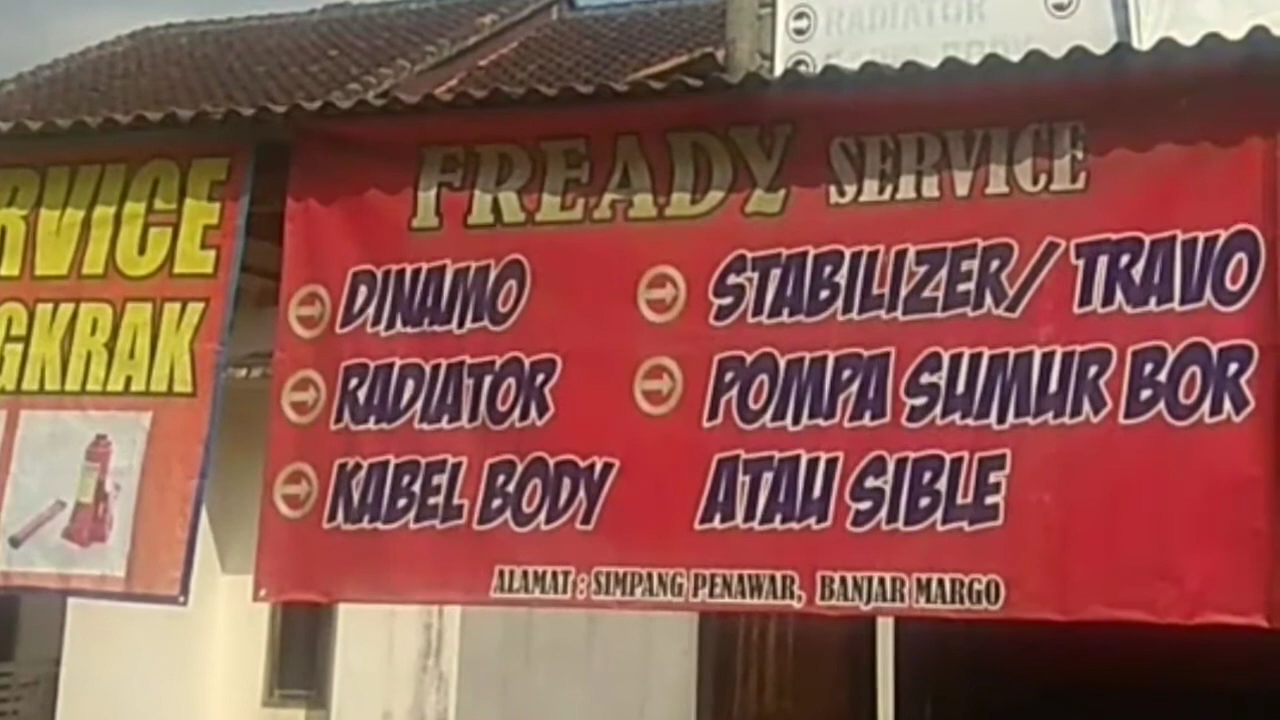 RADIATOR
RVICE
GKRAK
FREADY SERVICE
DINAMO
RADIATOR
KABEL BODY
STABILIZER/ TRAVO
POMPA SUMUR BOR
ATAU SIBLE
ALAMAT : SIMPANG PENAWAR, BANJAR MARGO